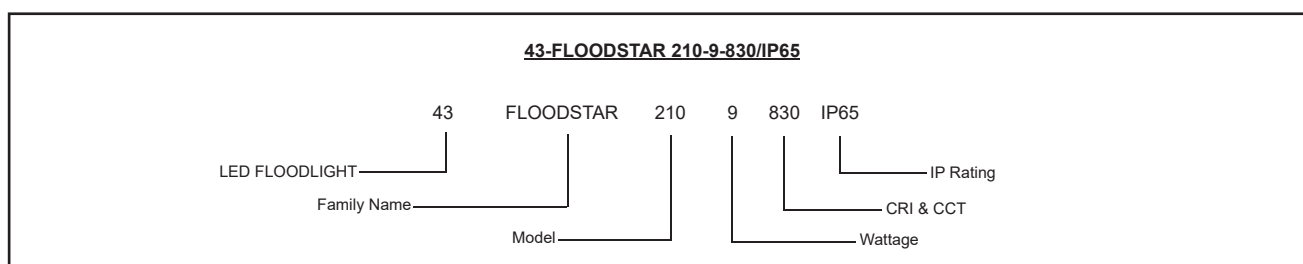 43-FLOODSTAR 210-9-830/IP65
43 FLOODSTAR 210 9 830 IP65
LED FLOODLIGHT
IP Rating
Family Name
CRI & CCT
Model
Wattage